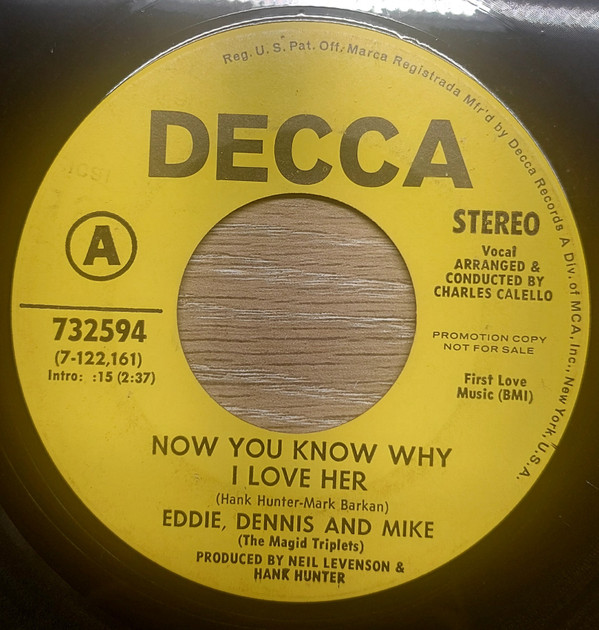 Reg. U.S. Pat. Off. Marca Registrada Mfr'd by Decca Records A Div. of MCA, Inc., New York, U.S.A.
DECCA
A
STEREO
Vocal
ARRANGED &
CONDUCTED BY
CHARLES CALELLO
732594
(7-122,161)
Intro: :15 (2:37)
PROMOTION COPY
NOT FOR SALE
First Love
Music (BMI)
NOW YOU KNOW WHY
I LOVE HER
(Hank Hunter-Mark Barkan)
EDDIE, DENNIS AND MIKE
(The Magid Triplets)
PRODUCED BY NEIL LEVENSON &
HANK HUNTER